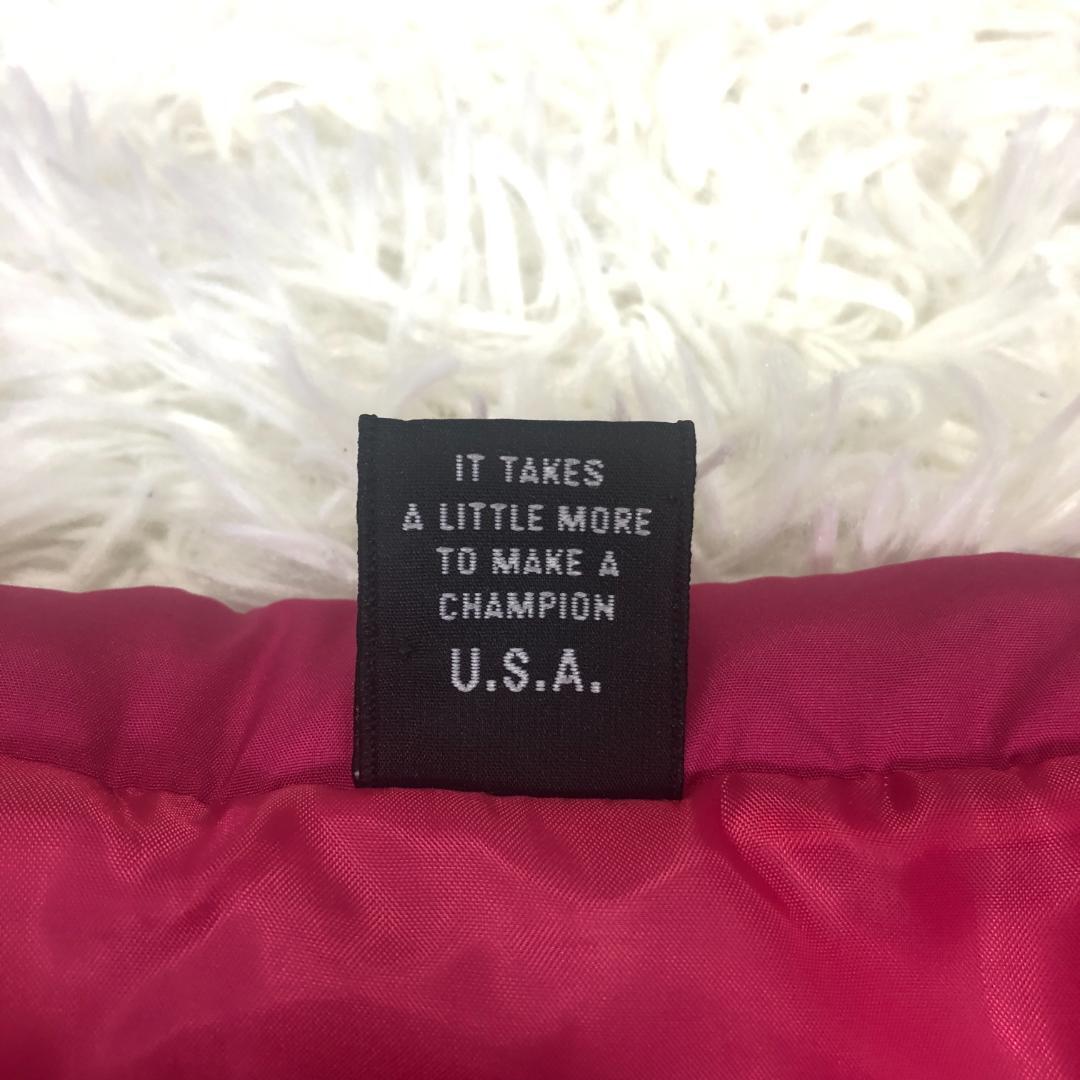 IT TAKES
A LITTLE MORE
TO MAKE A
CHAMPION
U.S.A.